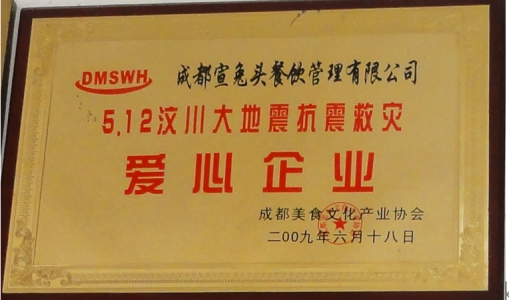 DMSWH
成都宣兔头餐饮管理有限公司
5,12汶川大地震抗震救灾
爱心企业
成都美食文化产业协会
二00九年六月十八日